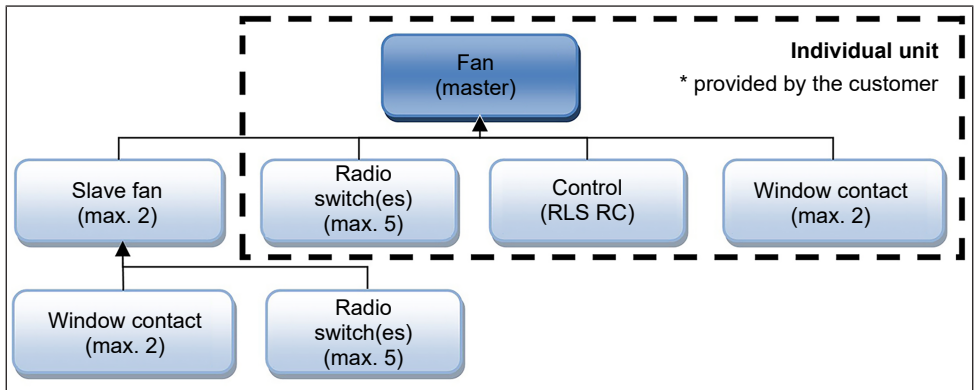 Individual unit
* provided by the customer
Fan
(master)
Slave fan
(max. 2)
Radio
switch(es)
(max. 5)
Control
(RLS RC)
Window contact
(max. 2)
Window contact
(max. 2)
Radio
switch(es)
(max. 5)